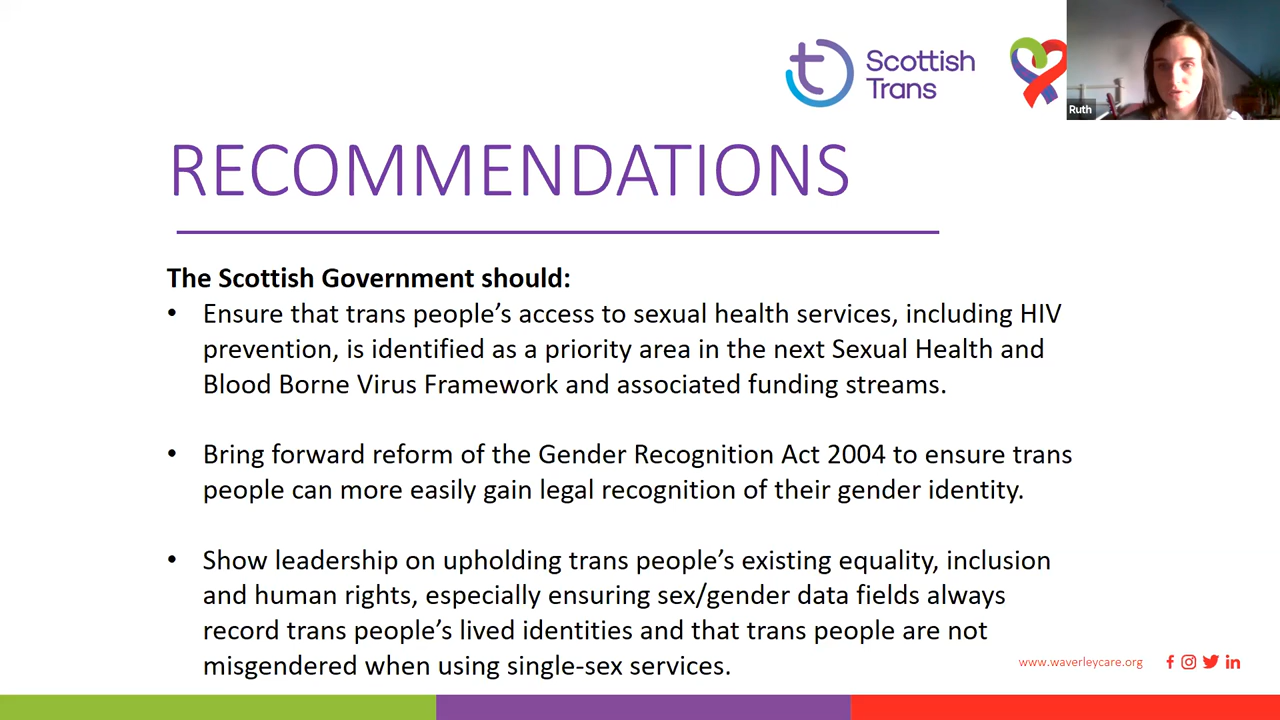 Scottish
Trans
Ruth
RECOMMENDATIONS
The Scottish Government should:
• Ensure that trans people’s access to sexual health services, including HIV
prevention, is identified as a priority area in the next Sexual Health and
Blood Borne Virus Framework and associated funding streams.
• Bring forward reform of the Gender Recognition Act 2004 to ensure trans
people can more easily gain legal recognition of their gender identity.
• Show leadership on upholding trans people’s existing equality, inclusion
and human rights, especially ensuring sex/gender data fields always
record trans people’s lived identities and that trans people are not
misgendered when using single-sex services.
www.waverleycare.org